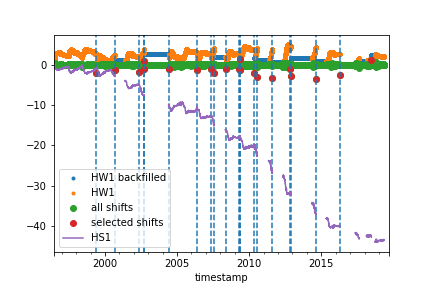 0
−10
−20
−30
−40
HW1 backfilled
HW1
all shifts
selected shifts
HS1
2000
2005
2010
2015
timestamp